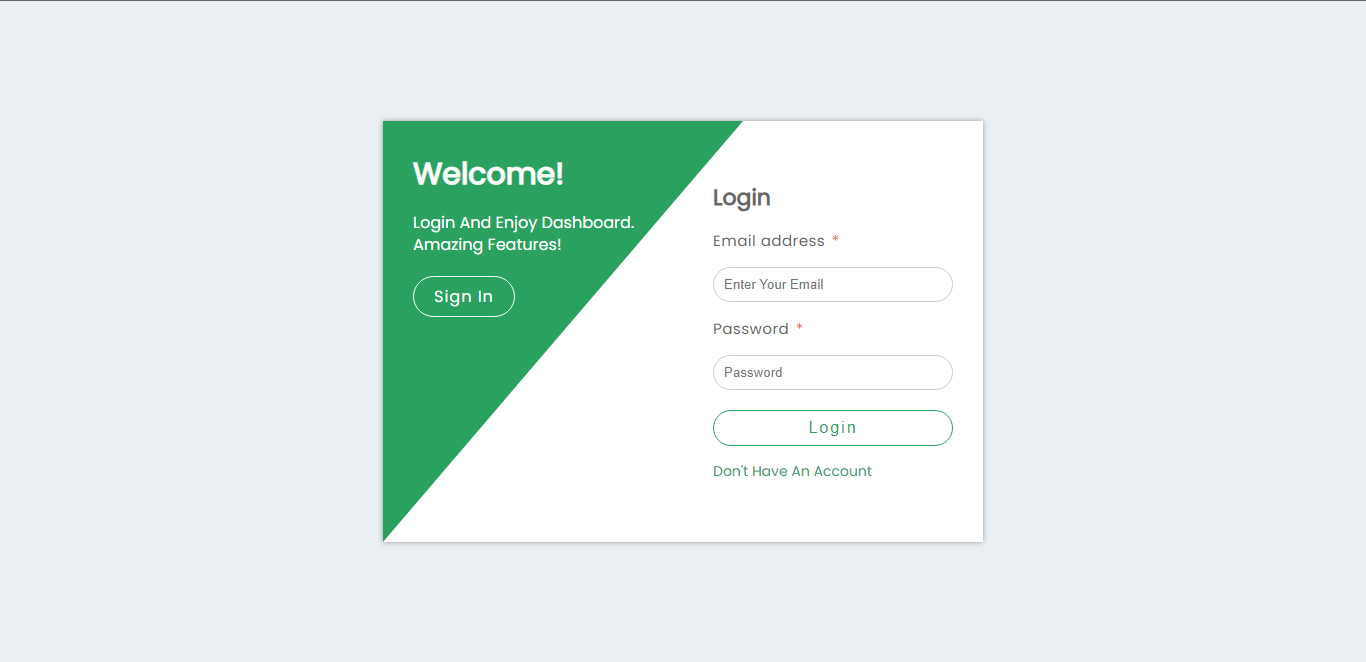 Welcome!
Login And Enjoy Dashboard.
Amazing Features!
Sign In
Login
Email address *
Enter Your Email
Password *
Password
Login
Don't Have An Account